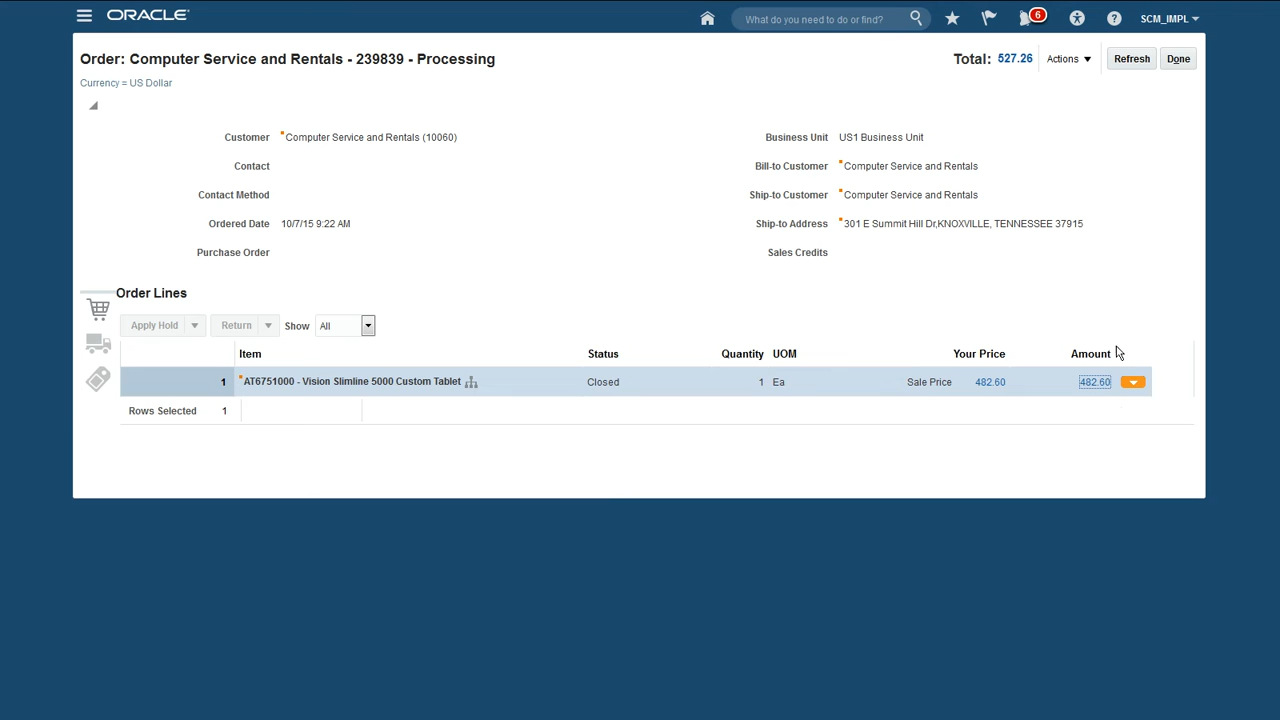 ORACLE
What do you need to do or find?
6
SCM_IMPL
Order: Computer Service and Rentals - 239839 - Processing
Total: 527.26
Actions
Refresh
Done
Currency = US Dollar
Customer Computer Service and Rentals (10060)
Contact
Contact Method
Ordered Date 10/7/15 9:22 AM
Purchase Order
Business Unit US1 Business Unit
Bill-to Customer Computer Service and Rentals
Ship-to Customer Computer Service and Rentals
Ship-to Address 301 E Summit Hill Dr,KNOXVILLE, TENNESSEE 37915
Sales Credits
Order Lines
Apply Hold Return Show All
Item Status Quantity UOM Your Price Amount
1 AT6751000 - Vision Slimline 5000 Custom Tablet Closed 1 Ea Sale Price 482.60 482.60
Rows Selected 1